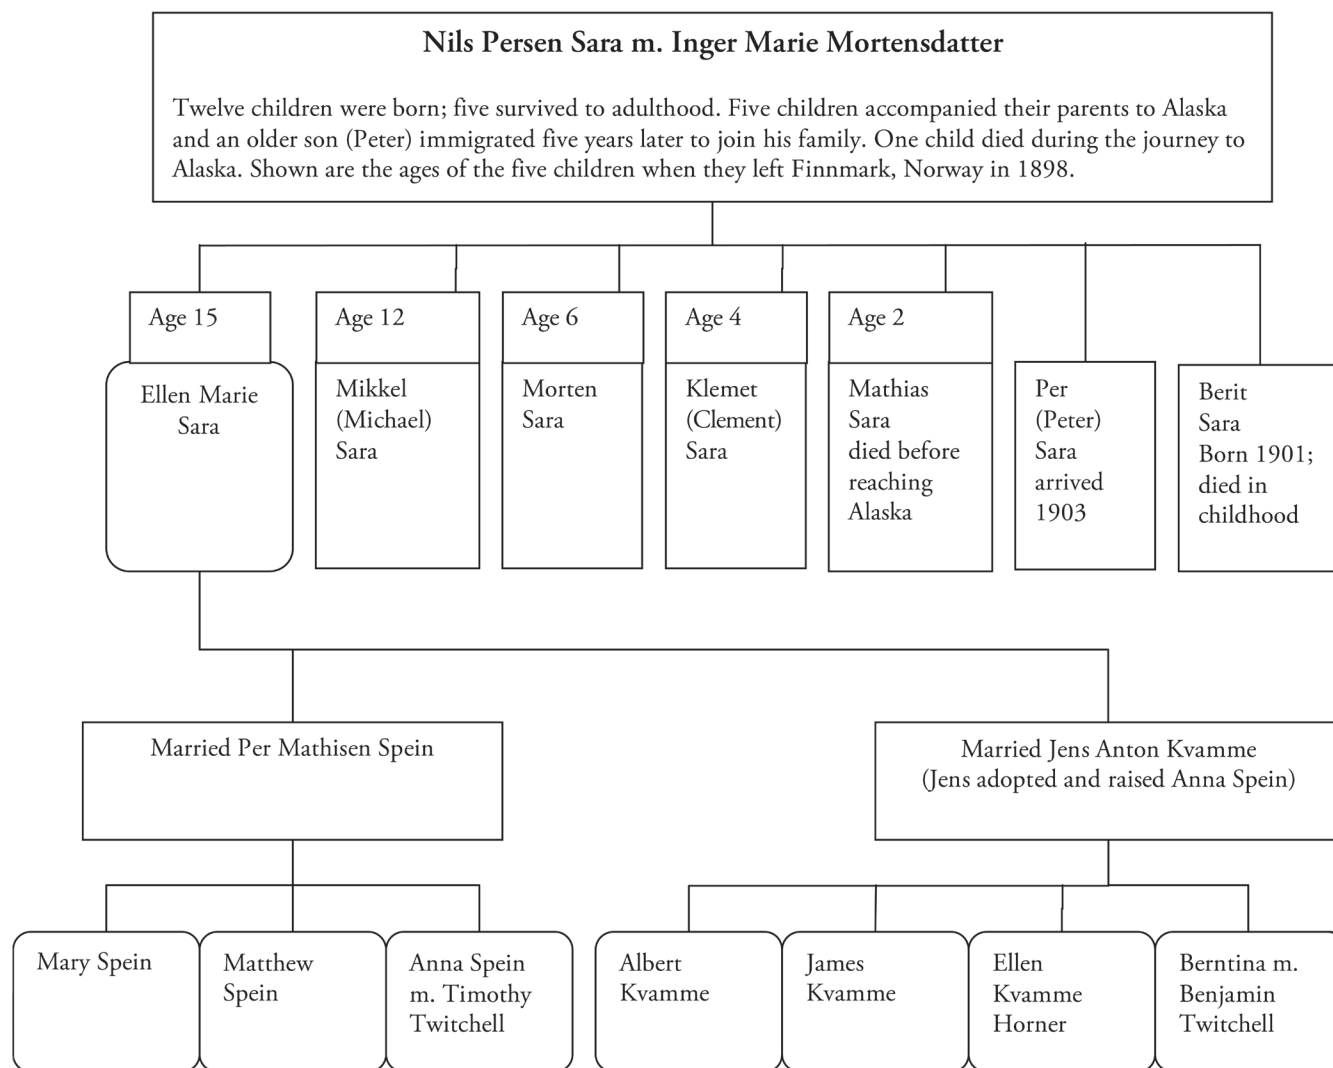 Nils Persen Sara m. Inger Marie Mortensdatter
Twelve children were born; five survived to adulthood. Five children accompanied their parents to Alaska
and an older son (Peter) immigrated five years later to join his family. One child died during the journey to
Alaska. Shown are the ages of the five children when they left Finnmark, Norway in 1898.
Age 15
Ellen Marie
Sara
Age 12
Mikkel
(Michael)
Sara
Age 6
Morten
Sara
Age 4
Klemet
(Clement)
Sara
Age 2
Mathias
Sara
died before
reaching
Alaska
Per
(Peter)
Sara
arrived
1903
Berit
Sara
Born 1901;
died in
childhood
Married Per Mathisen Spein
Married Jens Anton Kvamme
(Jens adopted and raised Anna Spein)
Mary Spein
Matthew
Spein
Anna Spein
m. Timothy
Twitchell
Albert
Kvamme
James
Kvamme
Ellen
Kvamme
Horner
Berntina m.
Benjamin
Twitchell